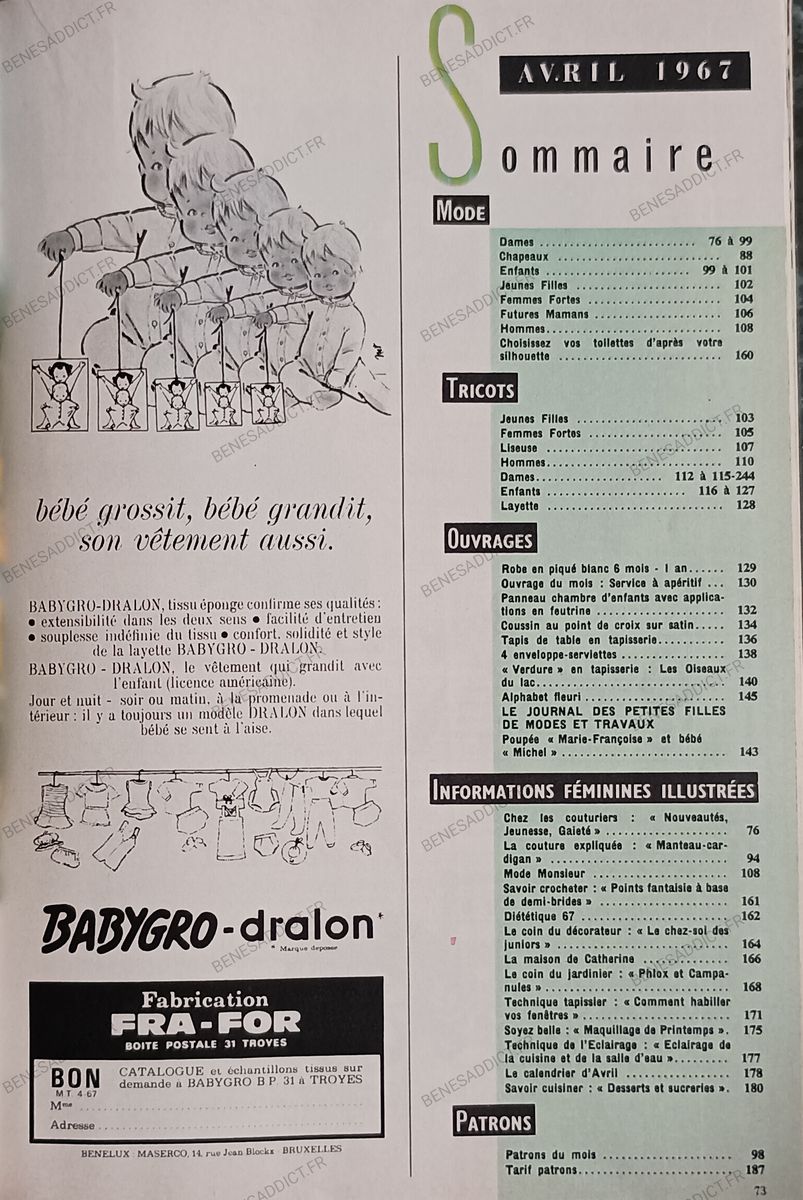 bébé grossit, bébé grandit,
son vêtement aussi.
BABYGRO-DRALON, tissu éponge confirme ses qualités :
● extensibilité dans les deux sens ● facilité d'entretien
● souplesse indéfinie du tissu ● confort, solidité et style
de la layette BABYGRO - DRALON.
BABYGRO - DRALON, le vêtement qui grandit avec
l'enfant (licence américaine).
Jour et nuit - soir ou matin, à la promenade ou à l'in-
térieur : il y a toujours un modèle DRALON dans lequel
bébé se sent à l'aise.
BABYGRO - dralon*
* Marque deposée
Fabrication
FRA - FOR
BOITE POSTALE 31 TROYES
BON
M T. 4-67
CATALOGUE et échantillons tissus sur
demande à BABYGRO B P. 31 à TROYES
Mme
Adresse
BENELUX : MASERCO, 14, rue Jean Blockx - BRUXELLES
AVRIL 1967
Sommaire
MODE
Dames ........................ 76 à 99
Chapeaux ........................ 88
Enfants ........................ 99 à 101
Jeunes Filles ........................ 102
Femmes Fortes ........................ 104
Futures Mamans ........................ 106
Hommes........................ 108
Choisissez vos toilettes d'après votre
silhouette ........................ 160
TRICOTS
Jeunes Filles ........................ 103
Femmes Fortes ........................ 105
Liseuse ........................ 107
Hommes........................ 110
Dames........................ 112 à 115-244
Enfants ........................ 116 à 127
Layette ........................ 128
OUVRAGES
Robe en piqué blanc 6 mois - 1 an...... 129
Ouvrage du mois : Service à apéritif ... 130
Panneau chambre d'enfants avec applica-
tions en feutrine ........................ 132
Coussin au point de croix sur satin..... 134
Tapis de table en tapisserie............ 136
4 enveloppe-serviettes ................ 138
« Verdure » en tapisserie : Les Oiseaux
du lac........................ 140
Alphabet fleuri ........................ 145
LE JOURNAL DES PETITES FILLES
DE MODES ET TRAVAUX
Poupée « Marie-Françoise » et bébé
« Michel » ........................ 143
INFORMATIONS FÉMININES ILLUSTRÉES
Chez les couturiers : « Nouveautés,
Jeunesse, Gaieté » .................... 76
La couture expliquée : « Manteau-car-
digan » ........................ 94
Mode Monsieur ........................ 108
Savoir crocheter : « Points fantaisie à base
de demi-brides » ........................ 161
Diététique 67 ........................ 162
Le coin du décorateur : « Le chez-soi des
juniors » ........................ 164
La maison de Catherine .............. 166
Le coin du jardinier : « Phlox et Campa-
nules » ........................ 168
Technique tapissier : « Comment habiller
vos fenêtres » ........................ 171
Soyez belle : « Maquillage de Printemps ». 175
Technique de l'Eclairage : « Eclairage de
la cuisine et de la salle d'eau »......... 177
Le calendrier d'Avril ................ 178
Savoir cuisiner : « Desserts et sucreries ». 180
PATRONS
Patrons du mois ...................... 98
Tarif patrons........................ 187
73